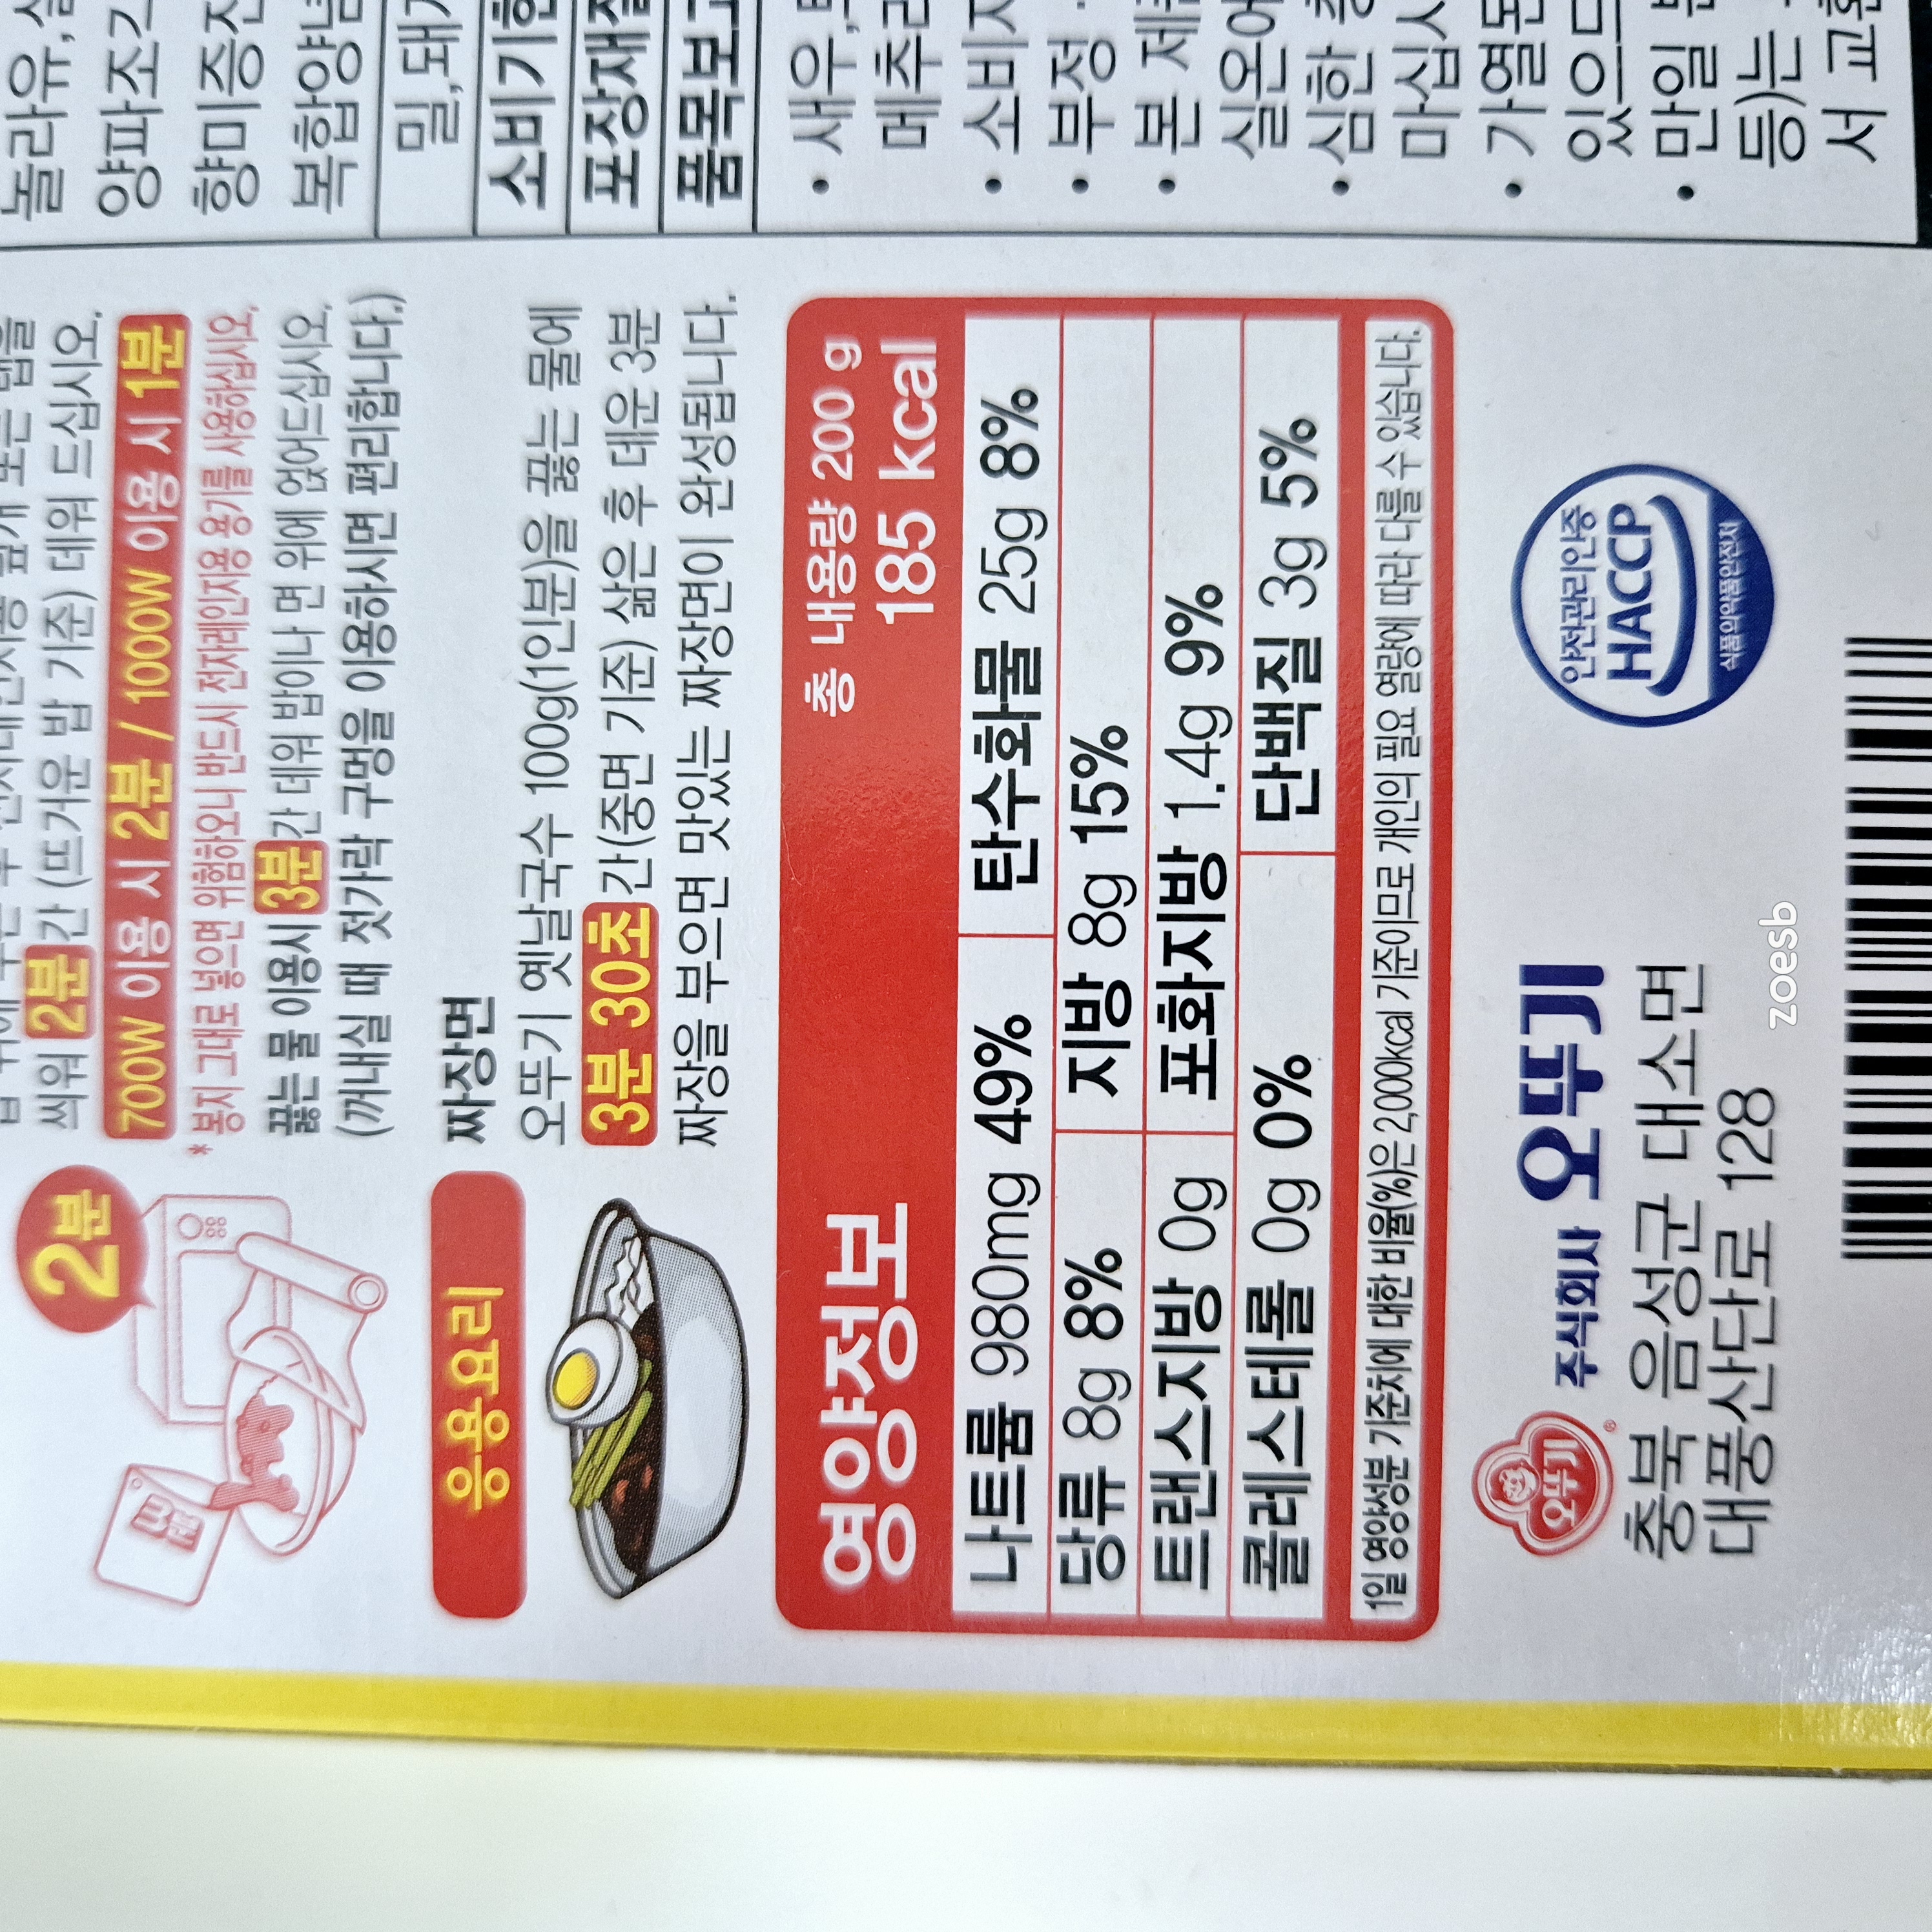 2분
씌워 2분간 (뜨거운 밥 기준) 데워 드십시오.
700W 이용 시 2분 / 1000W 이용 시 1분
* 봉지 그대로 넣으면 위험하오니 반드시 전자레인지용 용기를 사용하십시오.
끓는 물 이용시 3분간 데워 밥이나 면 위에 얹어드십시오.
(꺼내실 때 젓가락 구멍을 이용하시면 편리합니다.)
응용요리
짜장면
오뚜기 옛날국수 100g(1인분)을 끓는 물에
3분 30초간(중면 기준) 삶은 후 데운 3분
짜장을 부으면 맛있는 짜장면이 완성됩니다.
영양정보
총 내용량 200 g
185 kcal
나트륨 980mg 49% 탄수화물 25g 8%
당류 8g 8% 지방 8g 15%
트랜스지방 0g 포화지방 1.4g 9%
콜레스테롤 0g 0% 단백질 3g 5%
1일 영양성분 기준치에 대한 비율(%)은 2,000kcal 기준이므로 개인의 필요 열량에 따라 다를 수 있습니다.
오뚜기
주식회사 오뚜기
충북 음성군 대소면
대풍산단로 128
안전관리인증
HACCP
식품의약품안전처
zoesb
놀라유,
양파조
향미증
복합양
밀,돼
소비기
포장재
품목보
• 새우,
메추
• 소비
• 부정
• 본 제
실온
• 심한
마십
• 가열
있으
• 만일
등)는
서 교